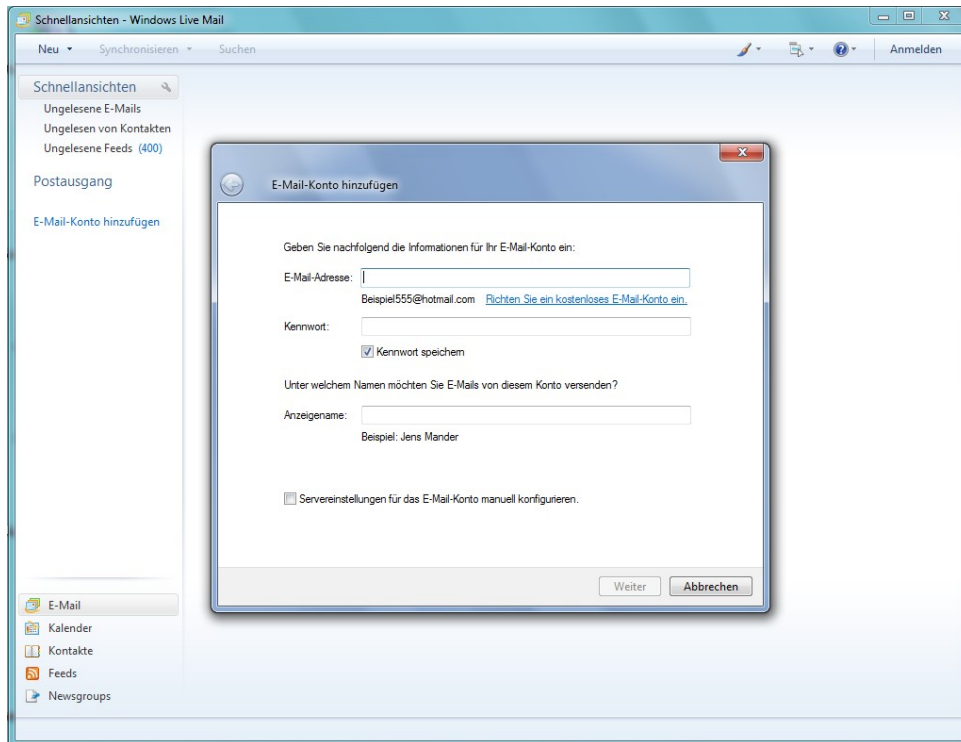 Schnellansichten - Windows Live Mail
Neu Synchronisieren Suchen Anmelden
Schnellansichten
Ungelesene E-Mails
Ungelesen von Kontakten
Ungelesene Feeds (400)
Postausgang
E-Mail-Konto hinzufügen
E-Mail-Konto hinzufügen
Geben Sie nachfolgend die Informationen für Ihr E-Mail-Konto ein:
E-Mail-Adresse:
Beispiel555@hotmail.com Richten Sie ein kostenloses E-Mail-Konto ein.
Kennwort:
Kennwort speichern
Unter welchem Namen möchten Sie E-Mails von diesem Konto versenden?
Anzeigename:
Beispiel: Jens Mander
Servereinstellungen für das E-Mail-Konto manuell konfigurieren.
Weiter Abbrechen
E-Mail
Kalender
Kontakte
Feeds
Newsgroups